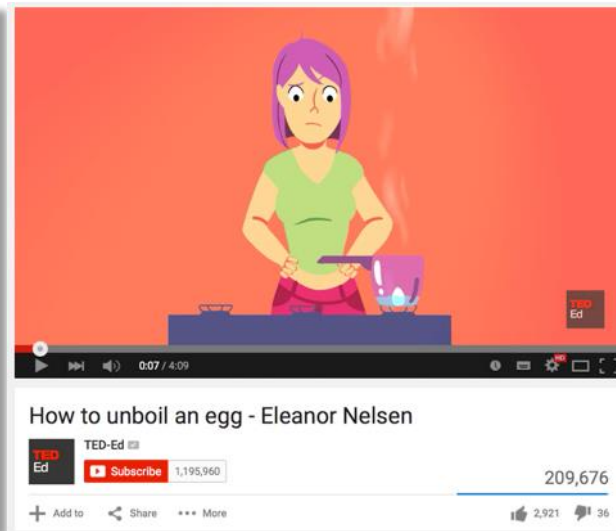 TED
Ed
0:07 / 4:09
HD
How to unboil an egg - Eleanor Nelsen
TED
Ed
TED-Ed
Subscribe 1,195,960
209,676
Add to Share More
2,921 36